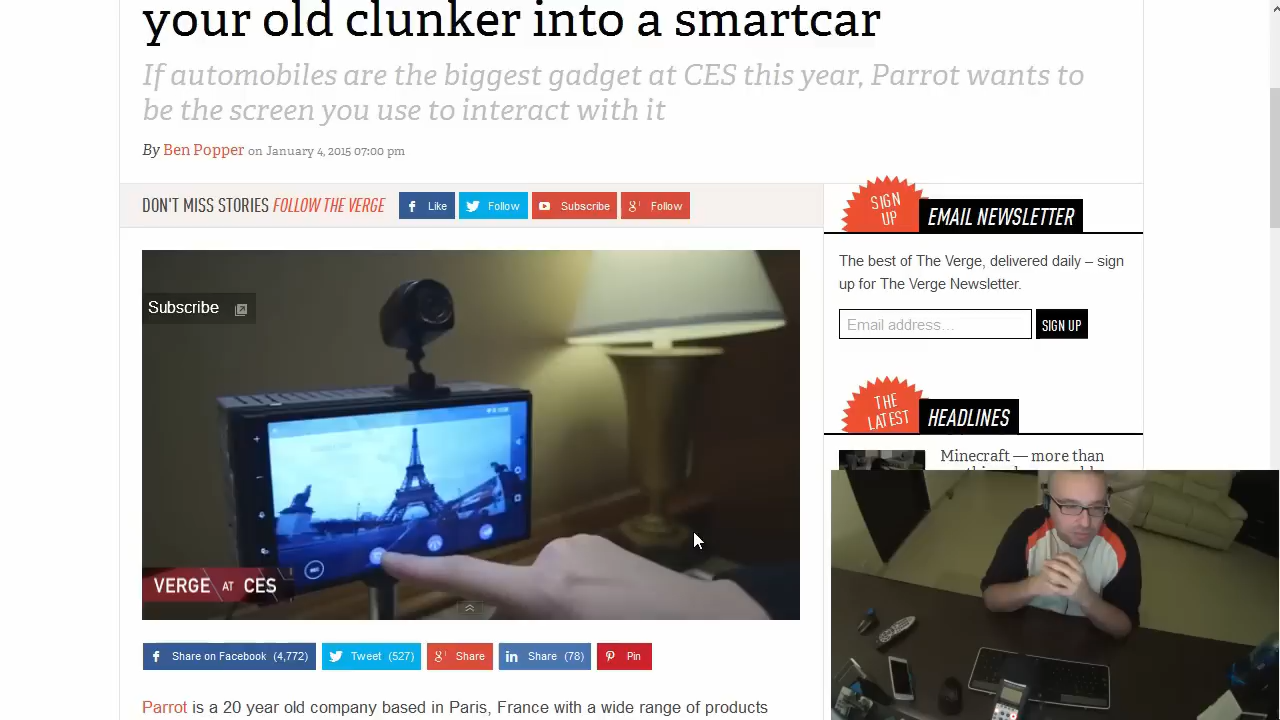 your old clunker into a smartcar
If automobiles are the biggest gadget at CES this year, Parrot wants to
be the screen you use to interact with it
By Ben Popper on January 4, 2015 07:00 pm
DON'T MISS STORIES FOLLOW THE VERGE
Like
Follow
Subscribe
Follow
SIGN UP
EMAIL NEWSLETTER
The best of The Verge, delivered daily – sign
up for The Verge Newsletter.
Email address…
SIGN UP
Subscribe
VERGE AT CES
THE LATEST
HEADLINES
Minecraft — more than
Share on Facebook (4,772)
Tweet (527)
Share
Share (78)
Pin
Parrot is a 20 year old company based in Paris, France with a wide range of products